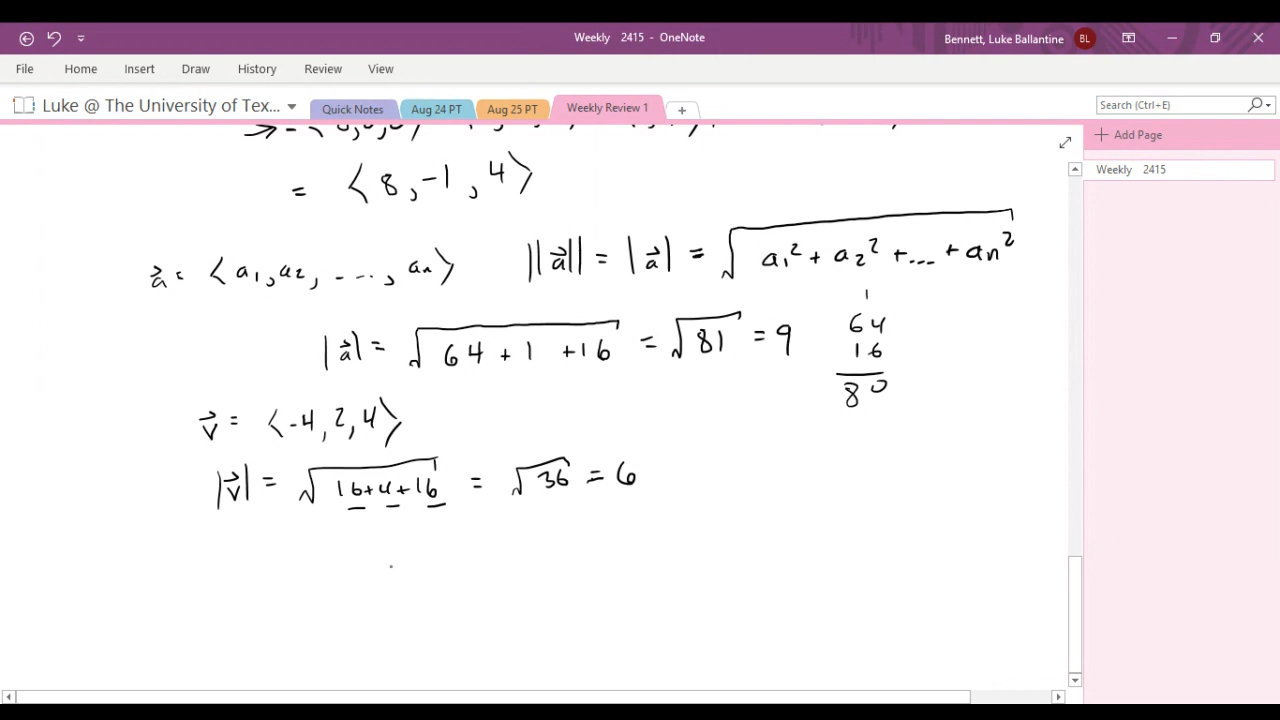 Weekly 2415 - OneNote
Bennett, Luke Ballantine BL
File Home Insert Draw History Review View
Luke @ The University of Tex... Quick Notes Aug 24 PT Aug 25 PT Weekly Review 1 +
Search (Ctrl+E)
Add Page
Weekly 2415
= ⟨8, -1, 4⟩
a⃗ = ⟨a₁, a₂, ....., aₙ⟩ ||a⃗|| = |a⃗| = √(a₁² + a₂² + ... + aₙ²)
|a⃗| = √(64 + 1 + 16) = √81 = 9
1
64
16
80
v⃗ = ⟨-4, 2, 4⟩
|v⃗| = √(16+4+16) = √36 = 6